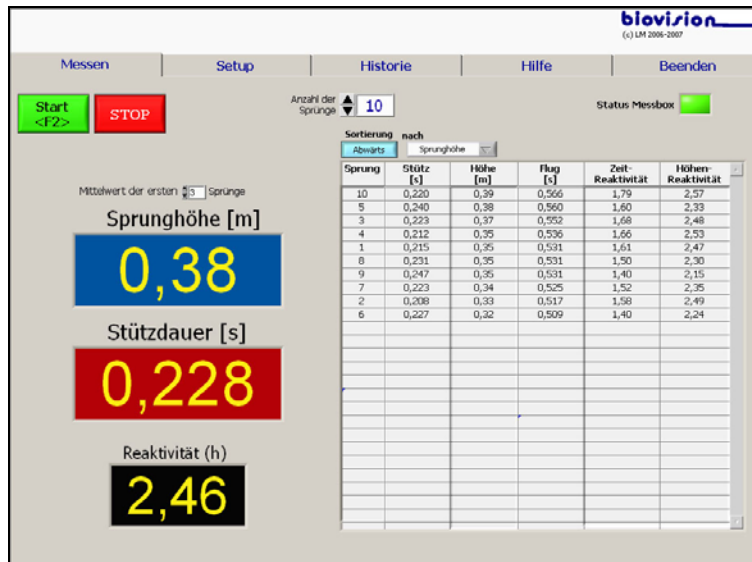 biovision
(c) LM 2006-2007
Messen Setup Historie Hilfe Beenden
Start <F2>
STOP
Anzahl der Sprünge 10
Status Messbox
Sortierung nach
Abwärts Sprunghöhe
Mittelwert der ersten 3 Sprünge
Sprunghöhe [m]
0,38
Stützdauer [s]
0,228
Reaktivität (h)
2,46
Sprung Stütz [s] Höhe [m] Flug [s] Zeit-Reaktivität Höhen-Reaktivität
10 0,220 0,39 0,566 1,79 2,57
5 0,240 0,38 0,560 1,60 2,33
3 0,223 0,37 0,552 1,68 2,48
4 0,212 0,35 0,536 1,66 2,53
1 0,215 0,35 0,531 1,61 2,47
8 0,231 0,35 0,531 1,50 2,30
9 0,247 0,35 0,531 1,40 2,15
7 0,223 0,34 0,525 1,52 2,35
2 0,208 0,33 0,517 1,58 2,49
6 0,227 0,32 0,509 1,40 2,24